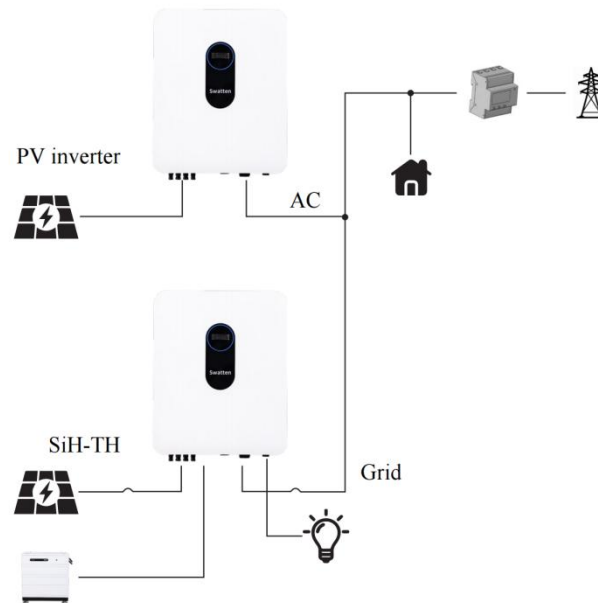 Swatten
PV inverter
AC
Swatten
SiH-TH
Grid